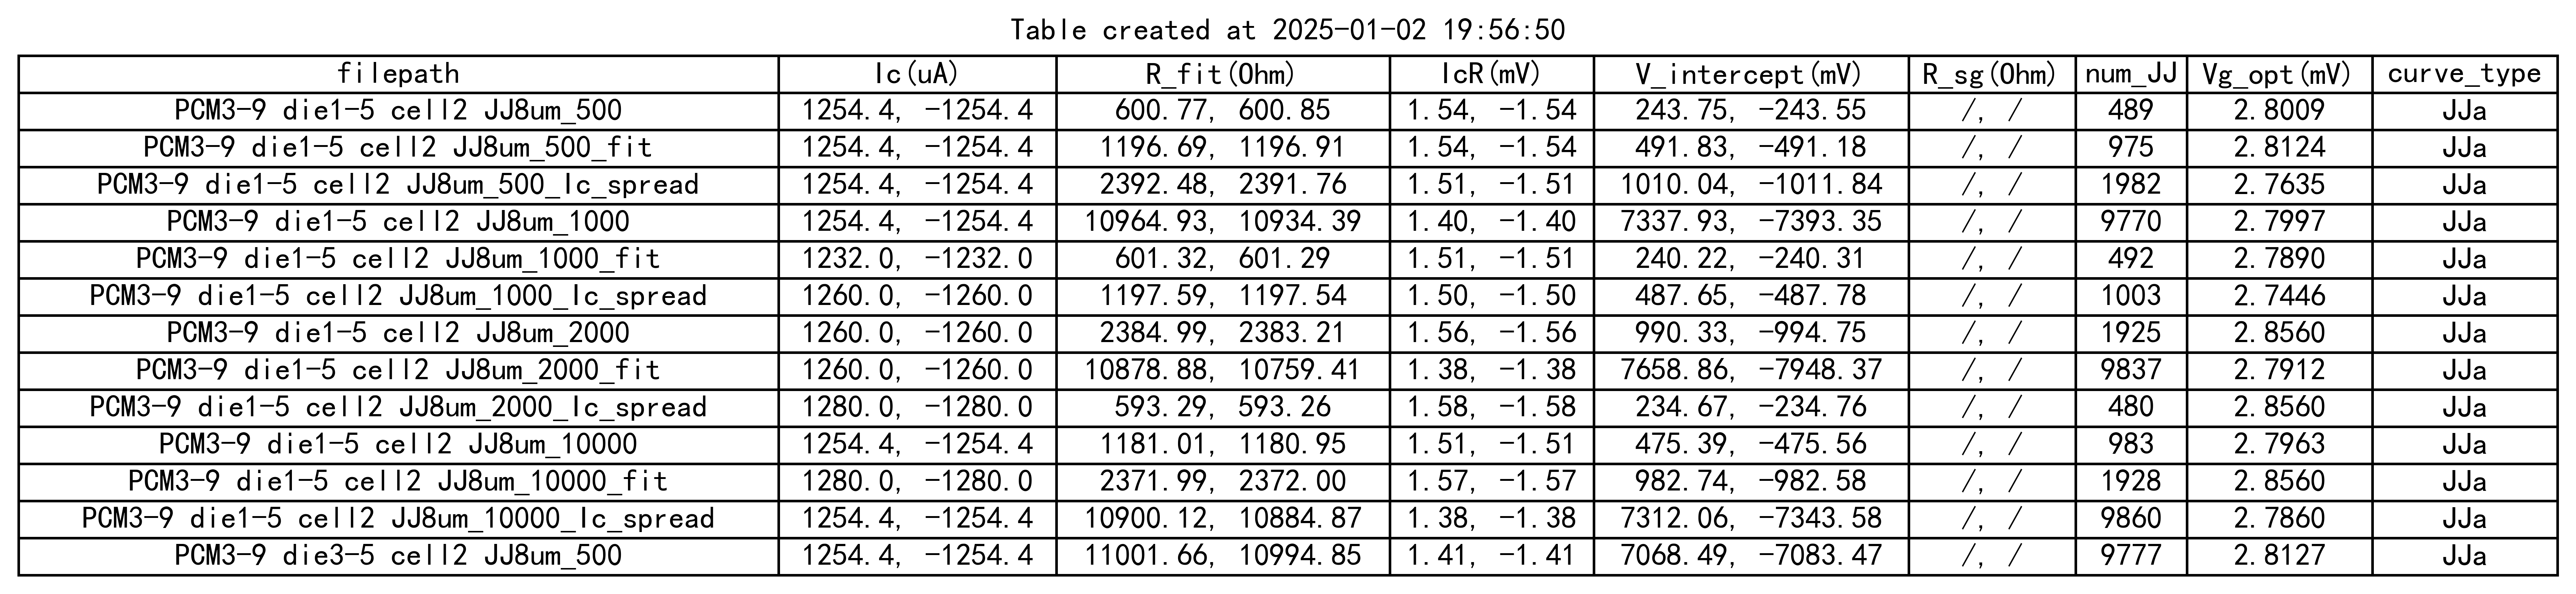 Table created at 2025-01-02 19:56:50
filepath Ic(uA) R_fit(Ohm) IcR(mV) V_intercept(mV) R_sg(Ohm) num_JJ Vg_opt(mV) curve_type
PCM3-9 die1-5 cell2 JJ8um_500 1254.4, -1254.4 600.77, 600.85 1.54, -1.54 243.75, -243.55 /, / 489 2.8009 JJa
PCM3-9 die1-5 cell2 JJ8um_500_fit 1254.4, -1254.4 1196.69, 1196.91 1.54, -1.54 491.83, -491.18 /, / 975 2.8124 JJa
PCM3-9 die1-5 cell2 JJ8um_500_Ic_spread 1254.4, -1254.4 2392.48, 2391.76 1.51, -1.51 1010.04, -1011.84 /, / 1982 2.7635 JJa
PCM3-9 die1-5 cell2 JJ8um_1000 1254.4, -1254.4 10964.93, 10934.39 1.40, -1.40 7337.93, -7393.35 /, / 9770 2.7997 JJa
PCM3-9 die1-5 cell2 JJ8um_1000_fit 1232.0, -1232.0 601.32, 601.29 1.51, -1.51 240.22, -240.31 /, / 492 2.7890 JJa
PCM3-9 die1-5 cell2 JJ8um_1000_Ic_spread 1260.0, -1260.0 1197.59, 1197.54 1.50, -1.50 487.65, -487.78 /, / 1003 2.7446 JJa
PCM3-9 die1-5 cell2 JJ8um_2000 1260.0, -1260.0 2384.99, 2383.21 1.56, -1.56 990.33, -994.75 /, / 1925 2.8560 JJa
PCM3-9 die1-5 cell2 JJ8um_2000_fit 1260.0, -1260.0 10878.88, 10759.41 1.38, -1.38 7658.86, -7948.37 /, / 9837 2.7912 JJa
PCM3-9 die1-5 cell2 JJ8um_2000_Ic_spread 1280.0, -1280.0 593.29, 593.26 1.58, -1.58 234.67, -234.76 /, / 480 2.8560 JJa
PCM3-9 die1-5 cell2 JJ8um_10000 1254.4, -1254.4 1181.01, 1180.95 1.51, -1.51 475.39, -475.56 /, / 983 2.7963 JJa
PCM3-9 die1-5 cell2 JJ8um_10000_fit 1280.0, -1280.0 2371.99, 2372.00 1.57, -1.57 982.74, -982.58 /, / 1928 2.8560 JJa
PCM3-9 die1-5 cell2 JJ8um_10000_Ic_spread 1254.4, -1254.4 10900.12, 10884.87 1.38, -1.38 7312.06, -7343.58 /, / 9860 2.7860 JJa
PCM3-9 die3-5 cell2 JJ8um_500 1254.4, -1254.4 11001.66, 10994.85 1.41, -1.41 7068.49, -7083.47 /, / 9777 2.8127 JJa